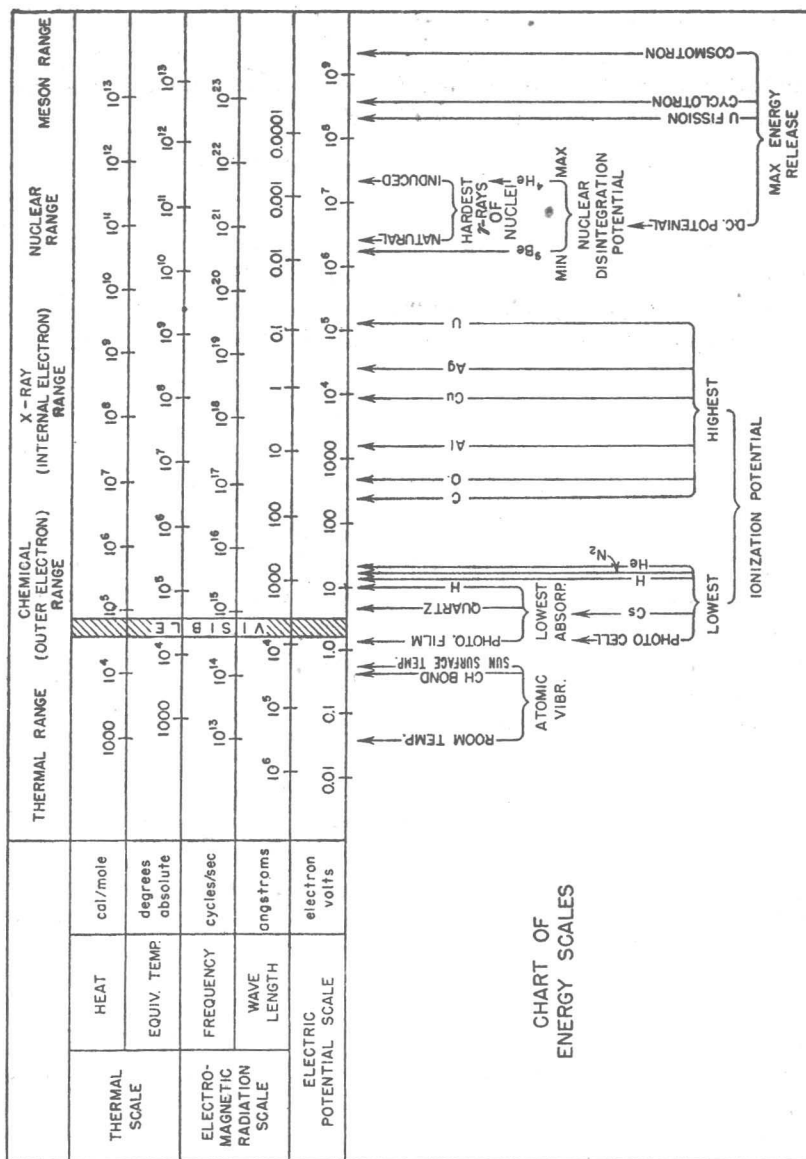 THERMAL RANGE
CHEMICAL
(OUTER ELECTRON)
RANGE
X - RAY
(INTERNAL ELECTRON)
RANGE
NUCLEAR
RANGE
MESON RANGE
THERMAL
SCALE
HEAT
cal/mole
1000 10⁴ 10⁵ 10⁶ 10⁷ 10⁸ 10⁹ 10¹⁰ 10¹¹ 10¹² 10¹³
EQUIV. TEMP.
degrees
absolute
1000 10⁴ 10⁵ 10⁶ 10⁷ 10⁸ 10⁹ 10¹⁰ 10¹¹ 10¹² 10¹³
ELECTRO-
MAGNETIC
RADIATION
SCALE
FREQUENCY
cycles/sec
10¹³ 10¹⁴ 10¹⁵ 10¹⁶ 10¹⁷ 10¹⁸ 10¹⁹ 10²⁰ 10²¹ 10²² 10²³
WAVE
LENGTH
angstroms
10⁶ 10⁵ 10⁴ 1000 100 10 1 0.1 0.01 0.001 0.0001
VISIBLE
ELECTRIC
POTENTIAL SCALE
electron
volts
0.01 0.1 1.0 10 100 1000 10⁴ 10⁵ 10⁶ 10⁷ 10⁸ 10⁹
ROOM TEMP.
CH BOND
SUN SURFACE TEMP.
ATOMIC
VIBR.
PHOTO. FILM
QUARTZ
H
LOWEST
ABSORP.
PHOTO CELL
Cs
H
N₂
He
LOWEST
C
O.
Al
Cu
Ag
U
HIGHEST
IONIZATION POTENTIAL
NATURAL
INDUCED
HARDEST
γ-RAYS
OF
NUCLEI
⁹Be
⁴He
MIN
MAX
NUCLEAR
DISINTEGRATION
POTENTIAL
D.C. POTENIAL
U FISSION
CYCLOTRON
COSMOTRON
MAX ENERGY
RELEASE
CHART OF
ENERGY SCALES